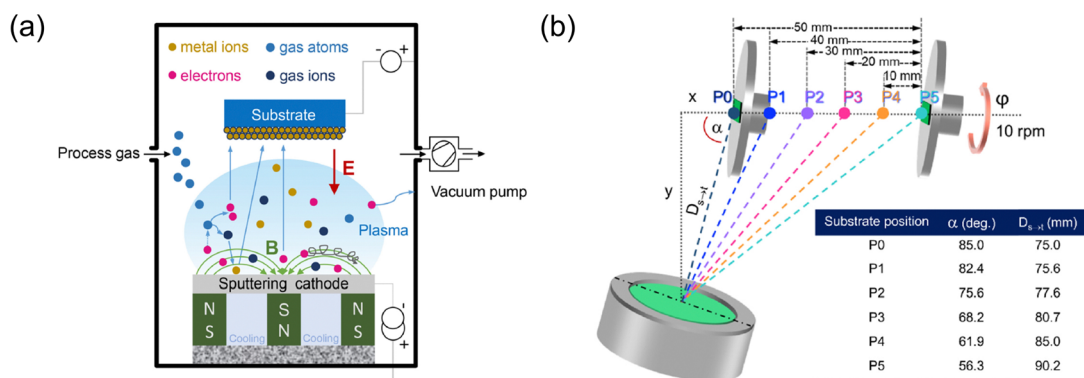 (a)
metal ions
gas atoms
electrons
gas ions
Substrate
- +
Process gas
E
Vacuum pump
Plasma
B
Sputtering cathode
N S N
S N S
Cooling Cooling
-
+
(b)
50 mm
40 mm
30 mm
20 mm
10 mm
x P0 P1 P2 P3 P4 P5 φ
α
10 rpm
y
Ds→t
Substrate position α (deg.) Ds→t (mm)
P0 85.0 75.0
P1 82.4 75.6
P2 75.6 77.6
P3 68.2 80.7
P4 61.9 85.0
P5 56.3 90.2